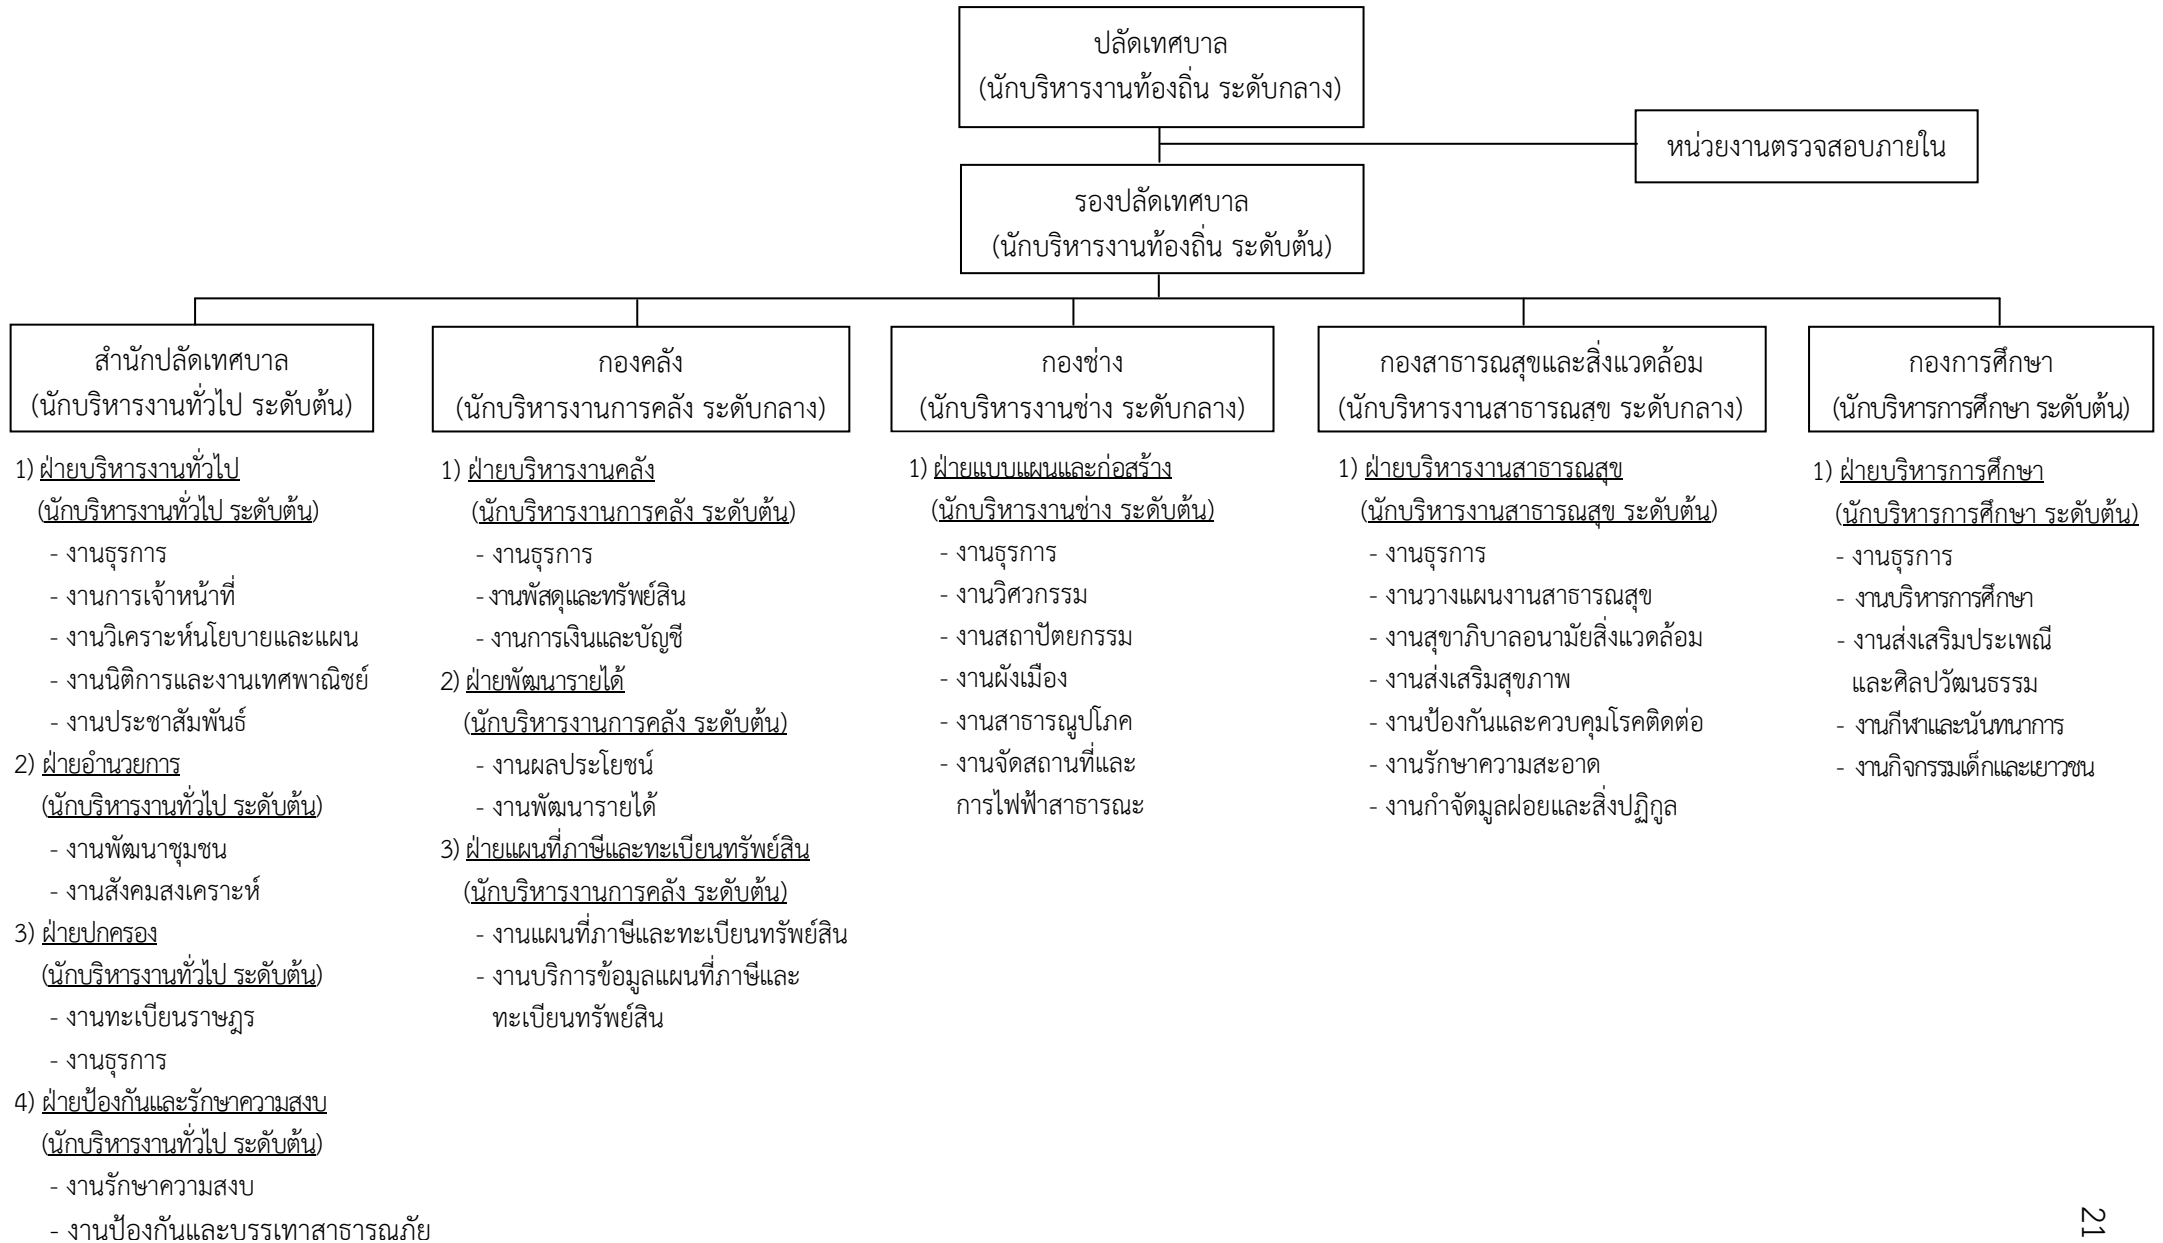 ปลัดเทศบาล
(นักบริหารงานท้องถิ่น ระดับกลาง)
หน่วยงานตรวจสอบภายใน
รองปลัดเทศบาล
(นักบริหารงานท้องถิ่น ระดับต้น)
สำนักปลัดเทศบาล
(นักบริหารงานทั่วไป ระดับต้น)
1) ฝ่ายบริหารงานทั่วไป
(นักบริหารงานทั่วไป ระดับต้น)
- งานธุรการ
- งานการเจ้าหน้าที่
- งานวิเคราะห์นโยบายและแผน
- งานนิติการและงานเทศพาณิชย์
- งานประชาสัมพันธ์
2) ฝ่ายอำนวยการ
(นักบริหารงานทั่วไป ระดับต้น)
- งานพัฒนาชุมชน
- งานสังคมสงเคราะห์
3) ฝ่ายปกครอง
(นักบริหารงานทั่วไป ระดับต้น)
- งานทะเบียนราษฎร
- งานธุรการ
4) ฝ่ายป้องกันและรักษาความสงบ
(นักบริหารงานทั่วไป ระดับต้น)
- งานรักษาความสงบ
- งานป้องกันและบรรเทาสาธารณภัย
กองคลัง
(นักบริหารงานการคลัง ระดับกลาง)
1) ฝ่ายบริหารงานคลัง
(นักบริหารงานการคลัง ระดับต้น)
- งานธุรการ
- งานพัสดุและทรัพย์สิน
- งานการเงินและบัญชี
2) ฝ่ายพัฒนารายได้
(นักบริหารงานการคลัง ระดับต้น)
- งานผลประโยชน์
- งานพัฒนารายได้
3) ฝ่ายแผนที่ภาษีและทะเบียนทรัพย์สิน
(นักบริหารงานการคลัง ระดับต้น)
- งานแผนที่ภาษีและทะเบียนทรัพย์สิน
- งานบริการข้อมูลแผนที่ภาษีและ
ทะเบียนทรัพย์สิน
กองช่าง
(นักบริหารงานช่าง ระดับกลาง)
1) ฝ่ายแบบแผนและก่อสร้าง
(นักบริหารงานช่าง ระดับต้น)
- งานธุรการ
- งานวิศวกรรม
- งานสถาปัตยกรรม
- งานผังเมือง
- งานสาธารณูปโภค
- งานจัดสถานที่และ
การไฟฟ้าสาธารณะ
กองสาธารณสุขและสิ่งแวดล้อม
(นักบริหารงานสาธารณสุข ระดับกลาง)
1) ฝ่ายบริหารงานสาธารณสุข
(นักบริหารงานสาธารณสุข ระดับต้น)
- งานธุรการ
- งานวางแผนงานสาธารณสุข
- งานสุขาภิบาลอนามัยสิ่งแวดล้อม
- งานส่งเสริมสุขภาพ
- งานป้องกันและควบคุมโรคติดต่อ
- งานรักษาความสะอาด
- งานกำจัดมูลฝอยและสิ่งปฏิกูล
กองการศึกษา
(นักบริหารการศึกษา ระดับต้น)
1) ฝ่ายบริหารการศึกษา
(นักบริหารการศึกษา ระดับต้น)
- งานธุรการ
- งานบริหารการศึกษา
- งานส่งเสริมประเพณี
และศิลปวัฒนธรรม
- งานกีฬาและนันทนาการ
- งานกิจกรรมเด็กและเยาวชน
21